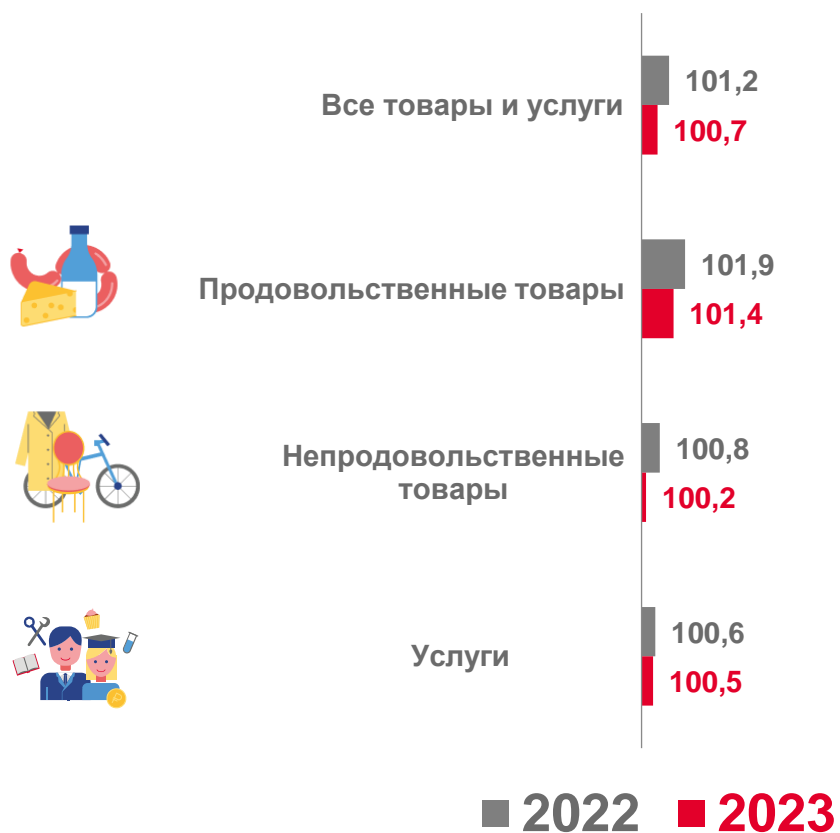 Все товары и услуги
101,2
100,7
Продовольственные товары
101,9
101,4
Непродовольственные
товары
100,8
100,2
Услуги
100,6
100,5
2022 2023